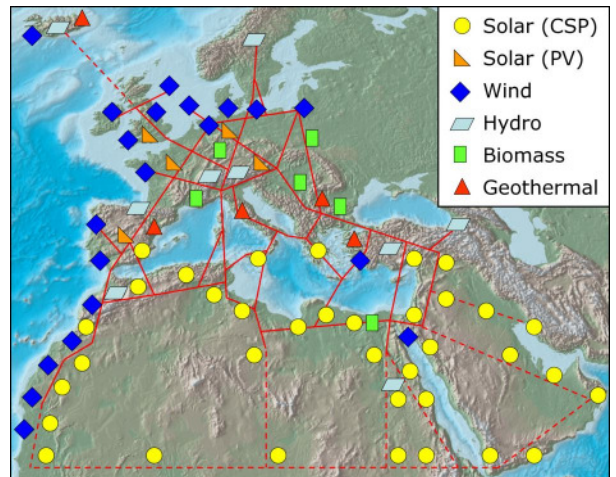 Solar (CSP)
Solar (PV)
Wind
Hydro
Biomass
Geothermal